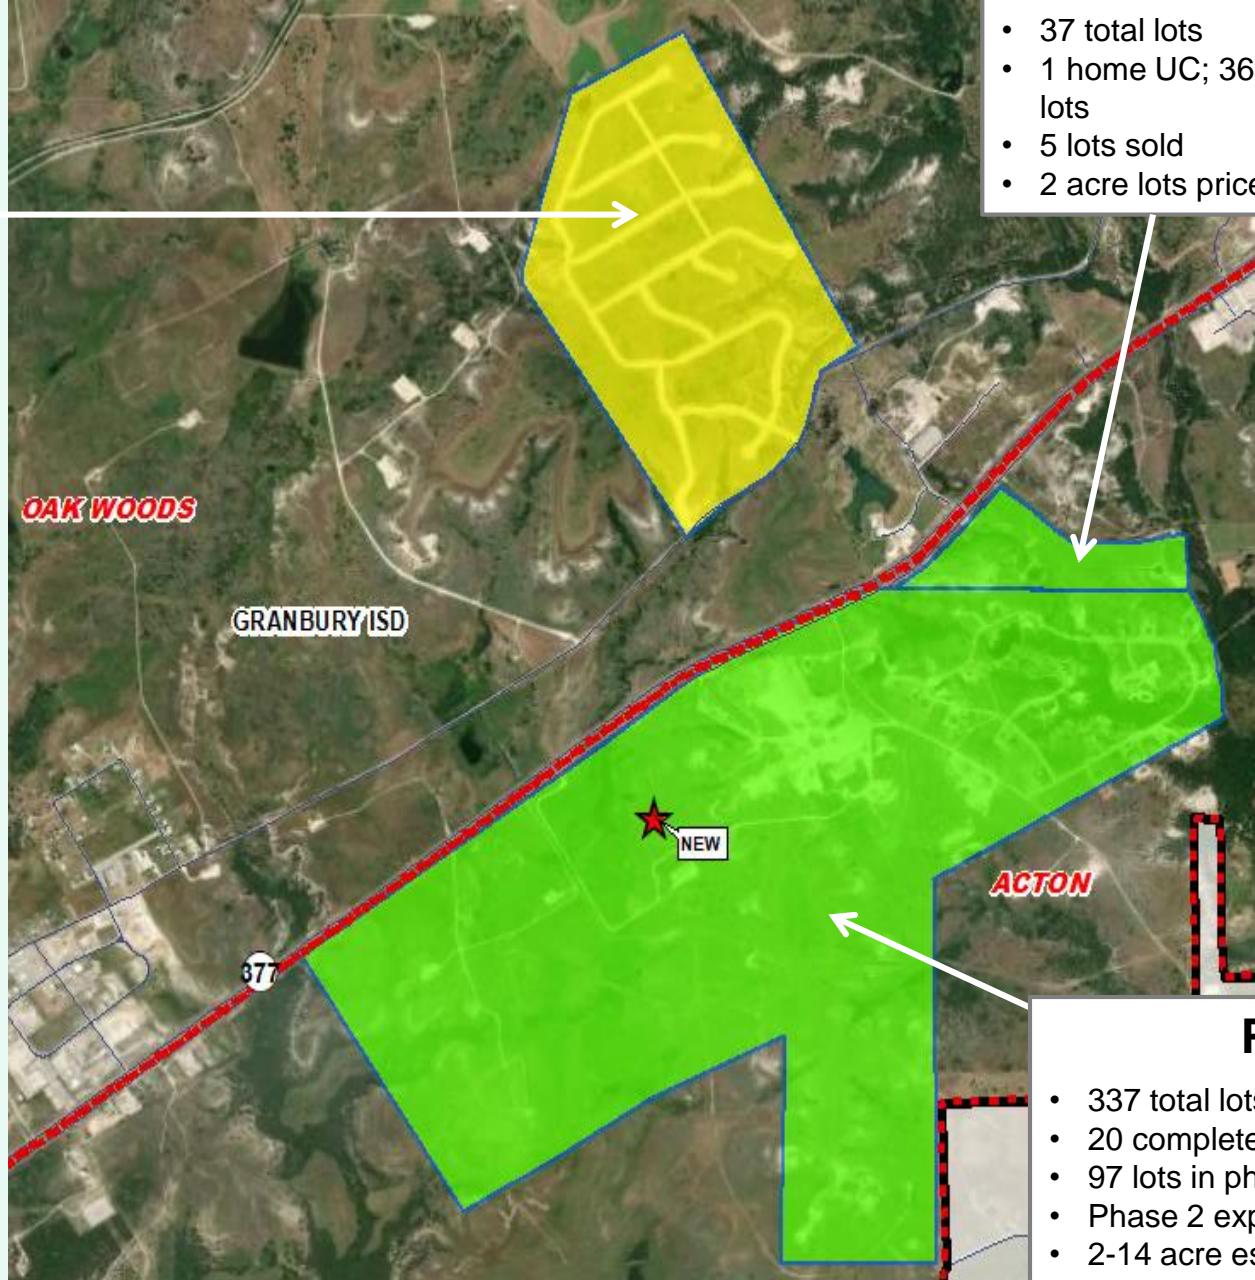 • 37 total lots
• 1 home UC; 36
lots
• 5 lots sold
• 2 acre lots price
OAK WOODS
GRANBURY ISD
NEW
ACTON
377
• 337 total lots
• 20 complete
• 97 lots in ph
• Phase 2 exp
• 2-14 acre es